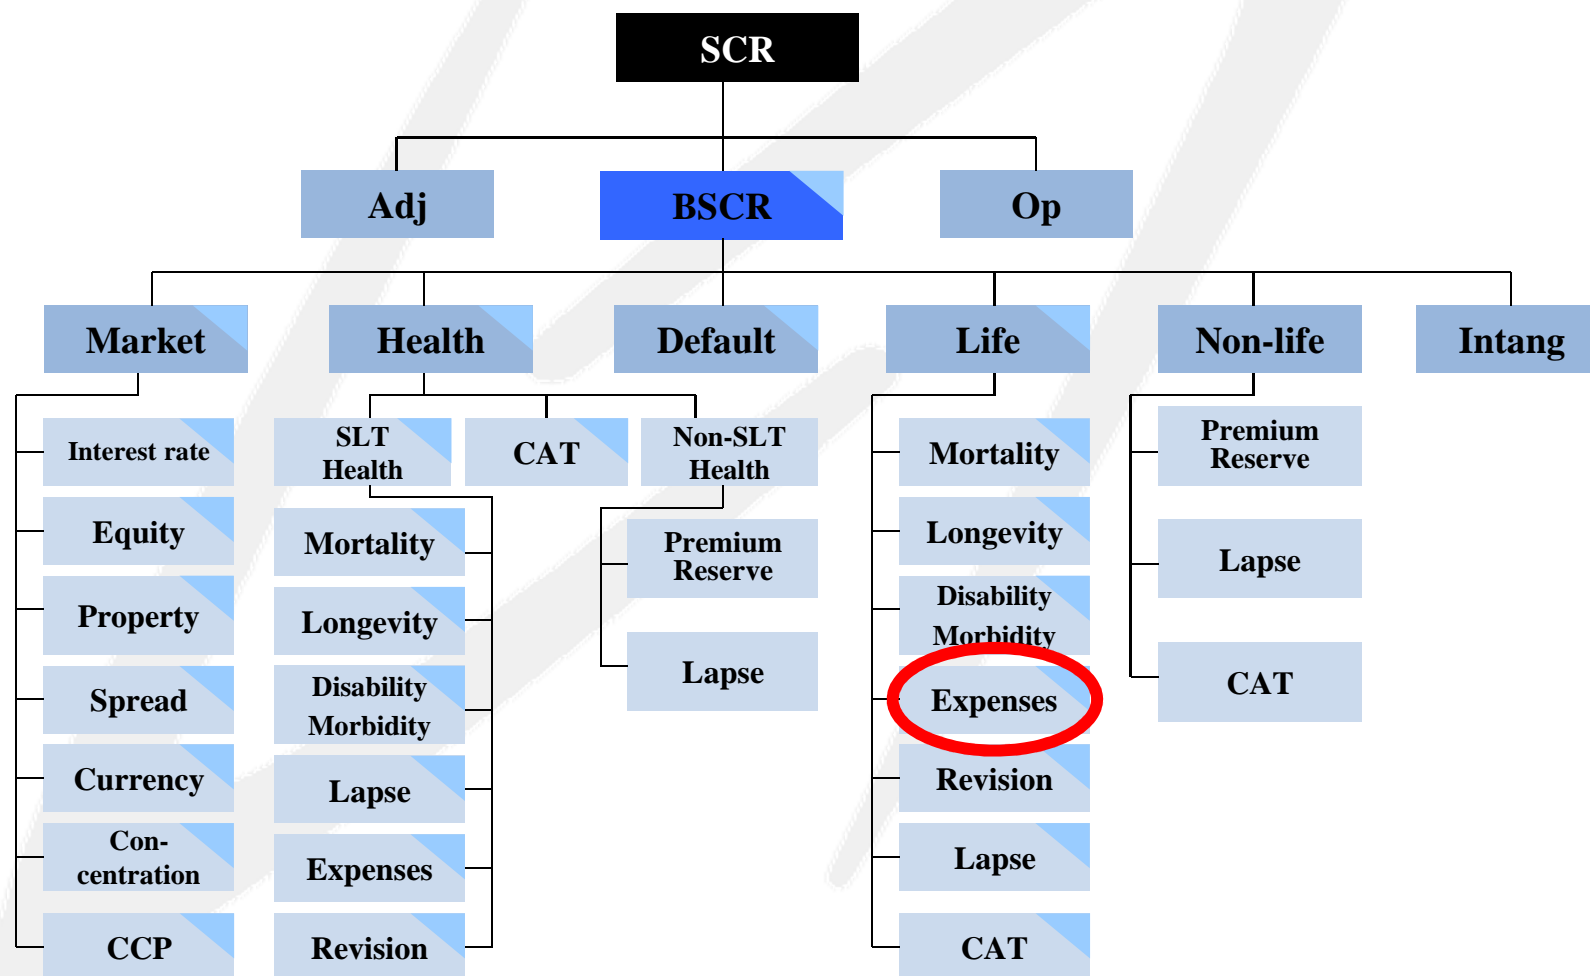 SCR
Adj
BSCR
Op
Market
Health
Default
Life
Non-life
Intang
Interest rate
Equity
Property
Spread
Currency
Con-
centration
CCP
SLT
Health
CAT
Non-SLT
Health
Mortality
Longevity
Disability
Morbidity
Lapse
Expenses
Revision
Premium
Reserve
Lapse
Mortality
Longevity
Disability
Morbidity
Expenses
Revision
Lapse
CAT
Premium
Reserve
Lapse
CAT